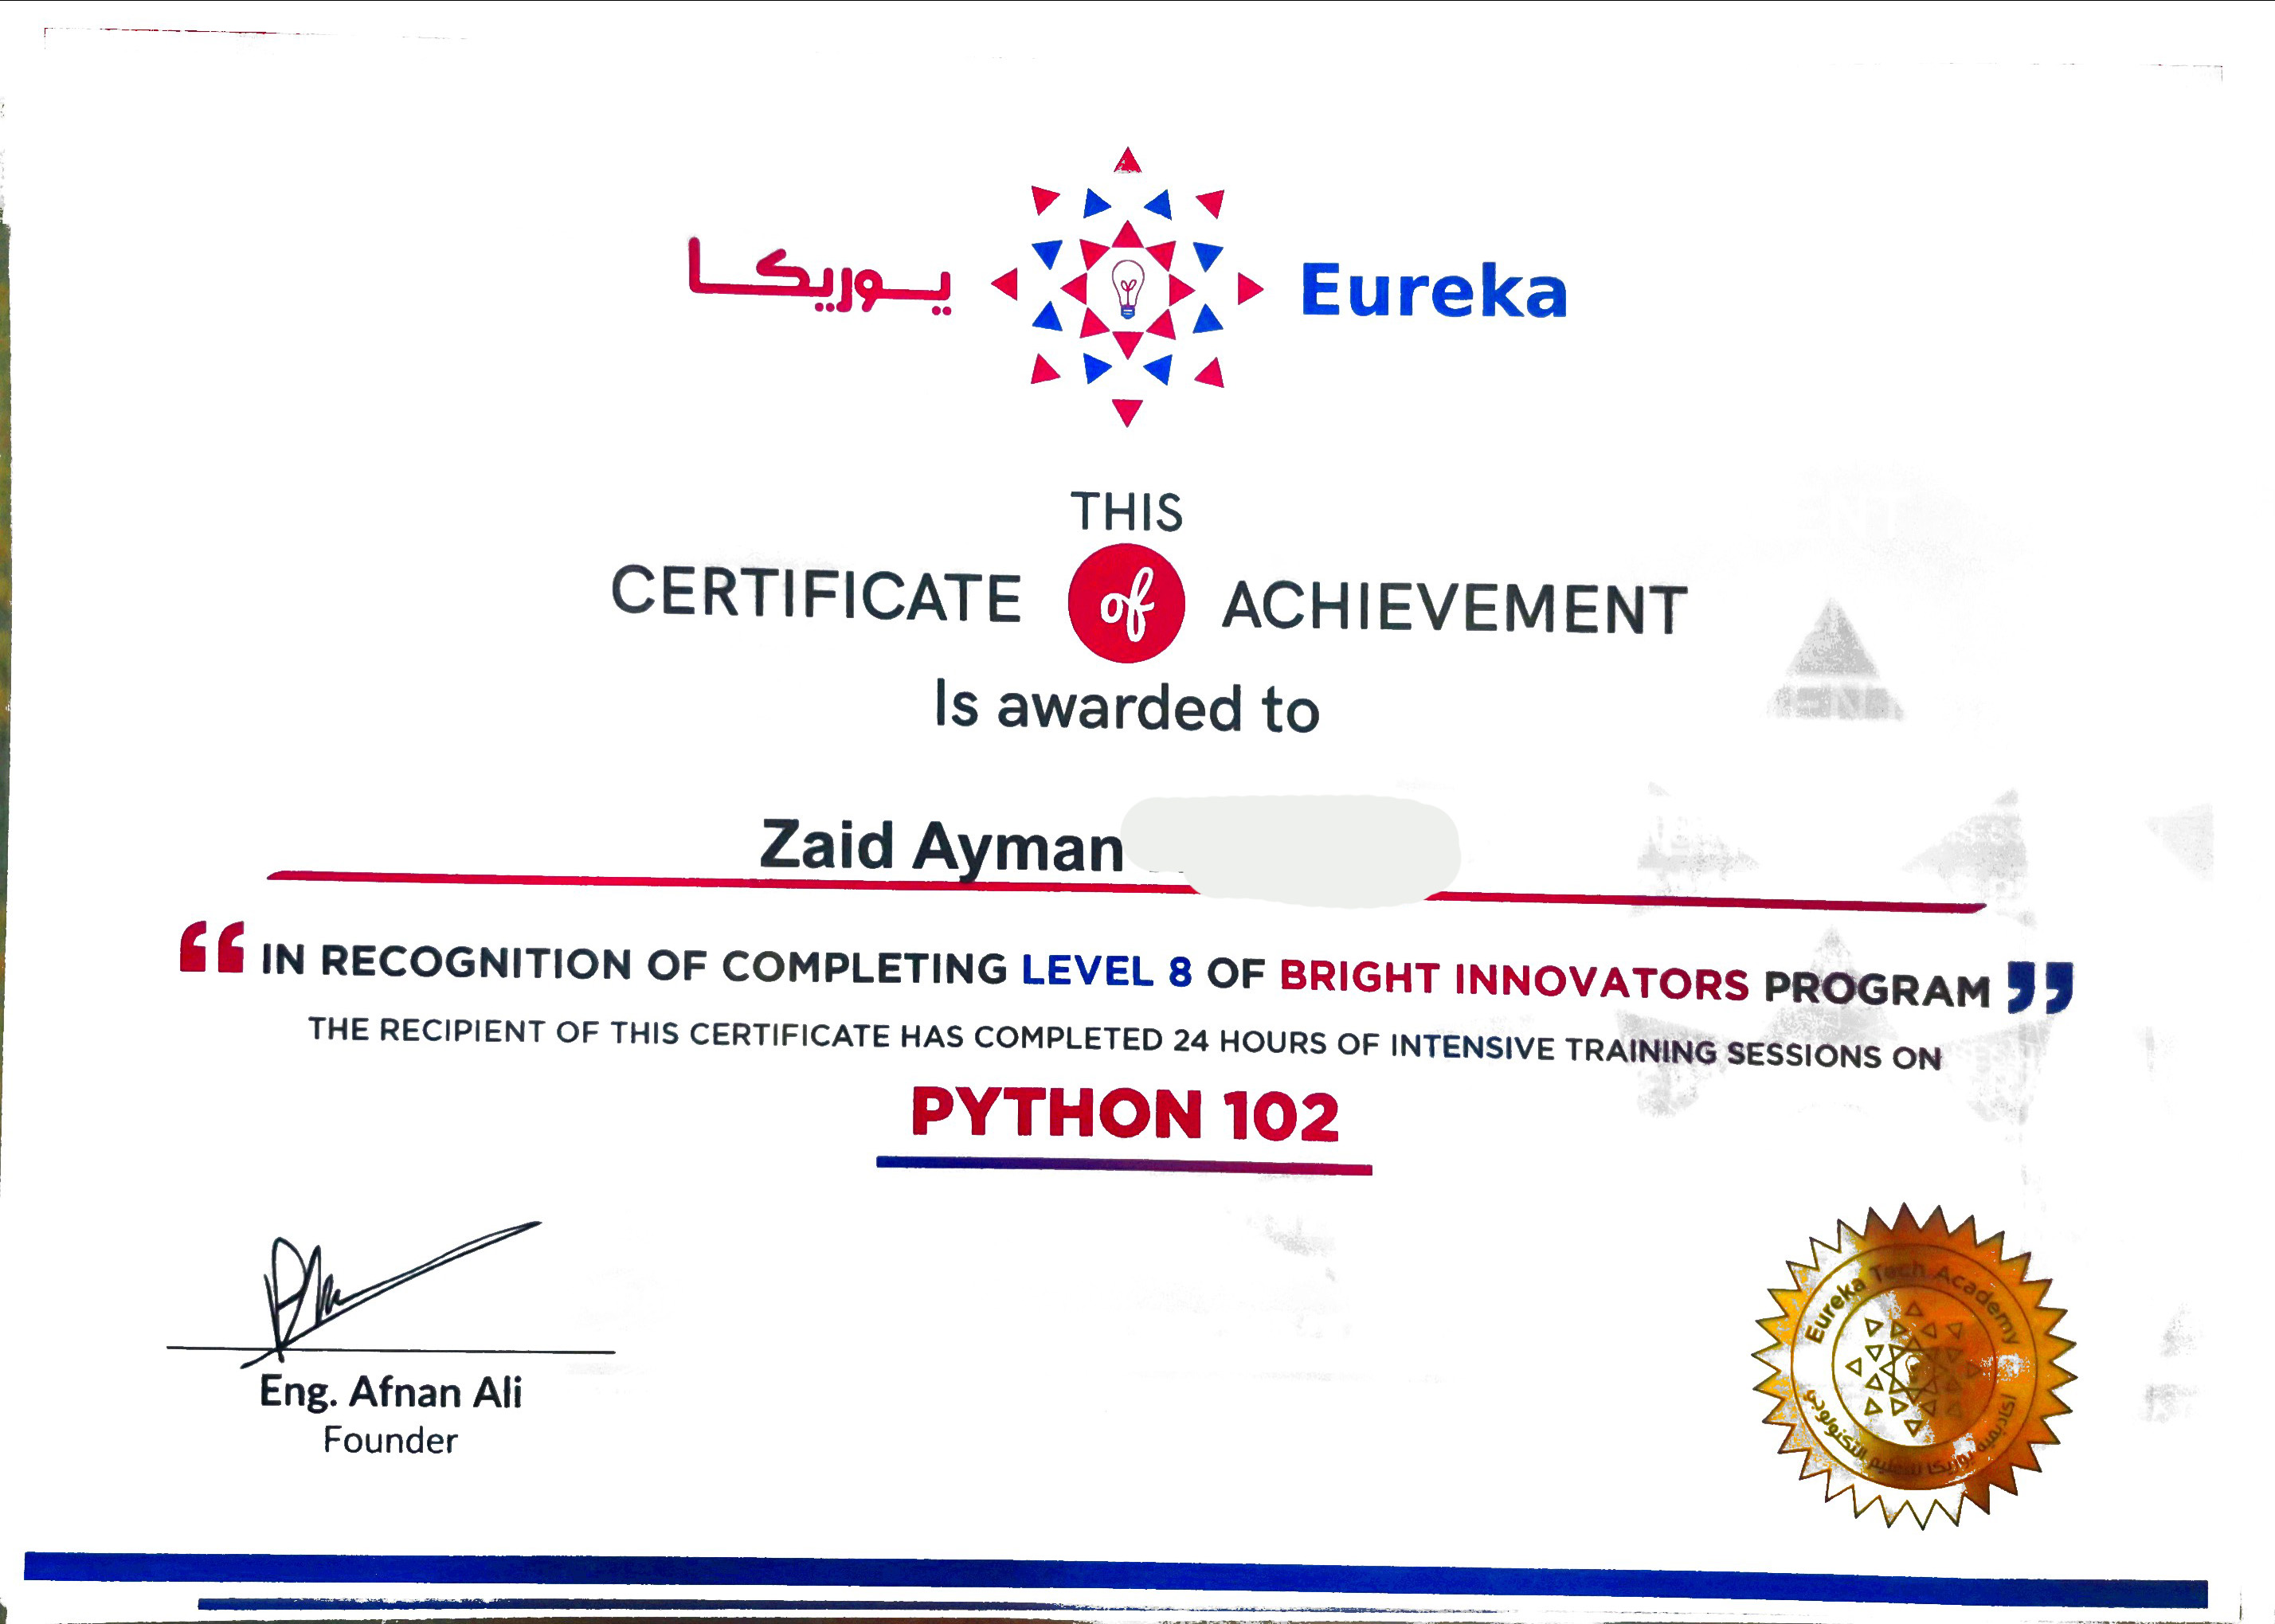 يوريكا Eureka
THIS
CERTIFICATE of ACHIEVEMENT
Is awarded to
Zaid Ayman
“ IN RECOGNITION OF COMPLETING LEVEL 8 OF BRIGHT INNOVATORS PROGRAM ”
THE RECIPIENT OF THIS CERTIFICATE HAS COMPLETED 24 HOURS OF INTENSIVE TRAINING SESSIONS ON
PYTHON 102
Eng. Afnan Ali
Founder
Eureka Tech Academy
أكاديمية يوريكا للتعليم التكنولوجي